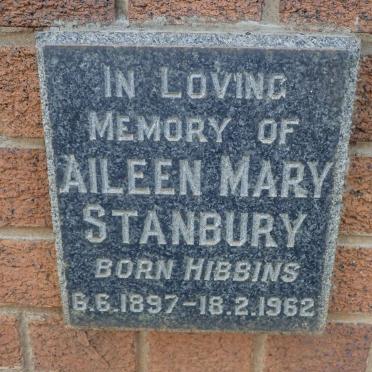 IN LOVING
MEMORY OF
AILEEN MARY
STANBURY
BORN HIBBINS
6.6.1897-18.2.1962